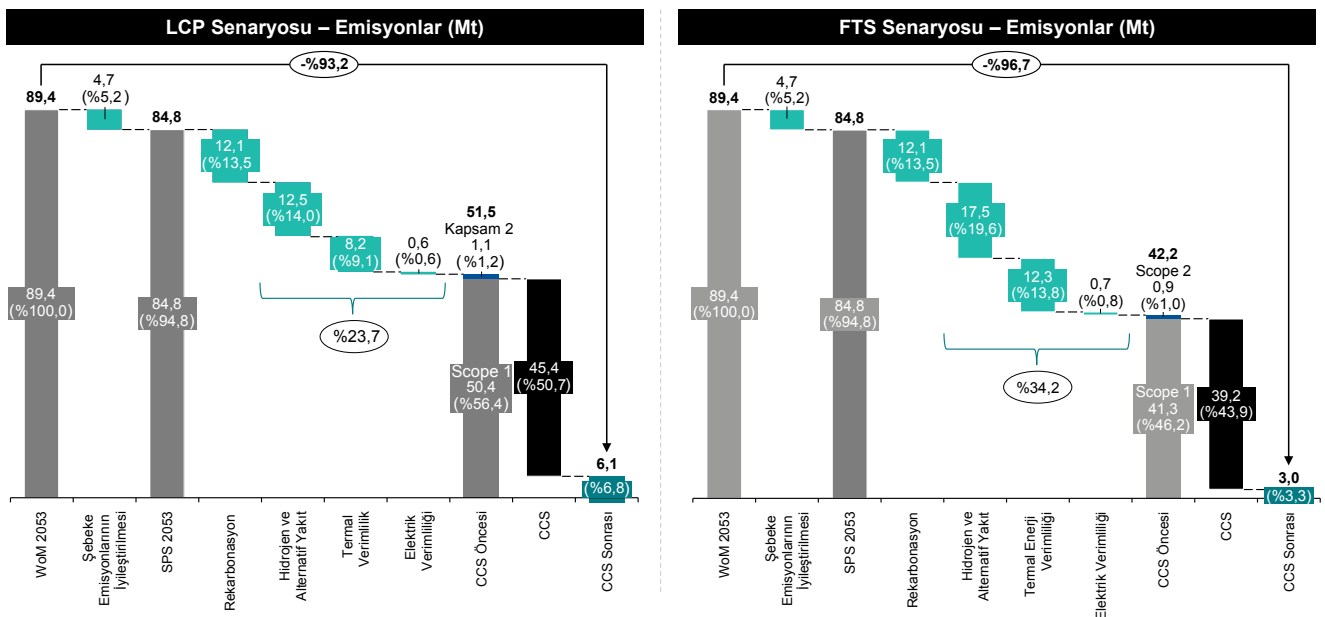 LCP Senaryosu – Emisyonlar (Mt)
-%93,2
89,4
4,7
(%5,2)
84,8
12,1
(%13,5
12,5
(%14,0)
8,2
(%9,1)
0,6
(%0,6)
51,5
Kapsam 2
1,1
(%1,2)
89,4
(%100,0)
84,8
(%94,8)
%23,7
Scope 1
50,4
(%56,4)
45,4
(%50,7)
6,1
(%6,8)
WoM 2053
Şebeke
Emisyonlarının
İyileştirilmesi
SPS 2053
Rekarbonasyon
Hidrojen ve
Alternatif Yakıt
Termal
Verimlilik
Elektrik
Verimliliği
CCS Öncesi
CCS
CCS Sonrası
FTS Senaryosu – Emisyonlar (Mt)
-%96,7
89,4
4,7
(%5,2)
84,8
12,1
(%13,5)
17,5
(%19,6)
12,3
(%13,8)
0,7
(%0,8)
42,2
Scope 2
0,9
(%1,0)
89,4
(%100,0)
84,8
(%94,8)
%34,2
Scope 1
41,3
(%46,2)
39,2
(%43,9)
3,0
(%3,3)
WoM 2053
Şebeke
Emisyonlarının
İyileştirilmesi
SPS 2053
Rekarbonasyon
Hidrojen ve
Alternatif Yakıt
Termal Enerji
Verimliliği
Elektrik Verimliliği
CCS Öncesi
CCS
CCS Sonrası